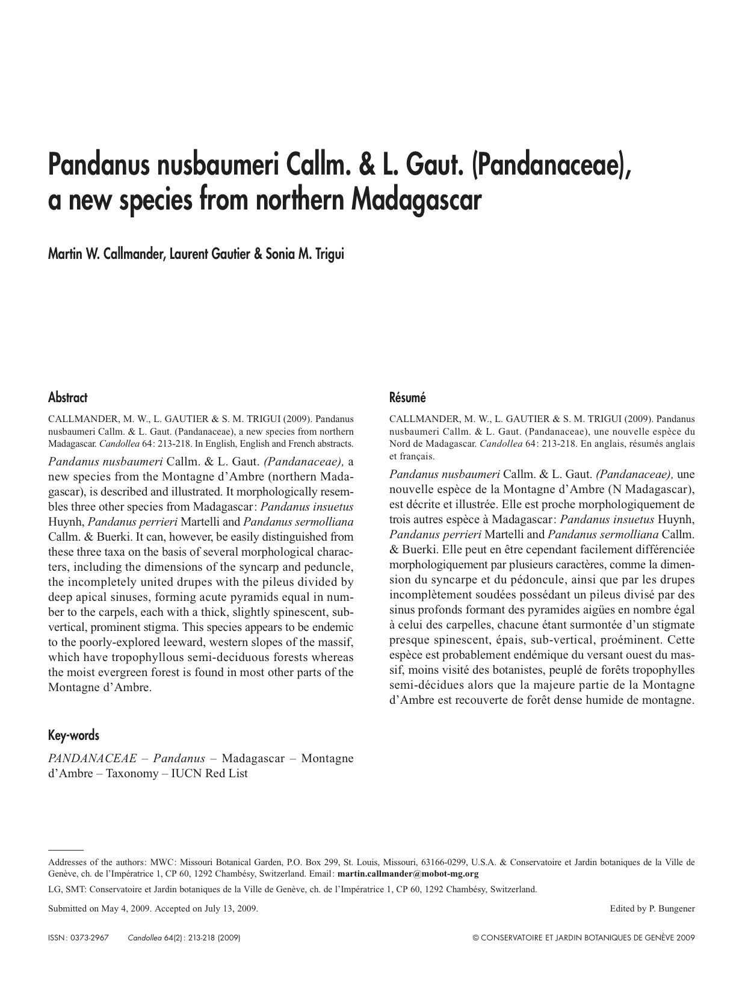 Pandanus nusbaumeri Callm. & L. Gaut. (Pandanaceae),
a new species from northern Madagascar
Martin W. Callmander, Laurent Gautier & Sonia M. Trigui
Abstract
CALLMANDER, M. W., L. GAUTIER & S. M. TRIGUI (2009). Pandanus
nusbaumeri Callm. & L. Gaut. (Pandanaceae), a new species from northern
Madagascar. Candollea 64: 213-218. In English, English and French abstracts.
Pandanus nusbaumeri Callm. & L. Gaut. (Pandanaceae), a
new species from the Montagne d’Ambre (northern Mada-
gascar), is described and illustrated. It morphologically resem-
bles three other species from Madagascar: Pandanus insuetus
Huynh, Pandanus perrieri Martelli and Pandanus sermolliana
Callm. & Buerki. It can, however, be easily distinguished from
these three taxa on the basis of several morphological charac-
ters, including the dimensions of the syncarp and peduncle,
the incompletely united drupes with the pileus divided by
deep apical sinuses, forming acute pyramids equal in num-
ber to the carpels, each with a thick, slightly spinescent, sub-
vertical, prominent stigma. This species appears to be endemic
to the poorly-explored leeward, western slopes of the massif,
which have tropophyllous semi-deciduous forests whereas
the moist evergreen forest is found in most other parts of the
Montagne d’Ambre.
Key-words
PANDANACEAE – Pandanus – Madagascar – Montagne
d’Ambre – Taxonomy – IUCN Red List
Résumé
CALLMANDER, M. W., L. GAUTIER & S. M. TRIGUI (2009). Pandanus
nusbaumeri Callm. & L. Gaut. (Pandanaceae), une nouvelle espèce du
Nord de Madagascar. Candollea 64: 213-218. En anglais, résumés anglais
et français.
Pandanus nusbaumeri Callm. & L. Gaut. (Pandanaceae), une
nouvelle espèce de la Montagne d’Ambre (N Madagascar),
est décrite et illustrée. Elle est proche morphologiquement de
trois autres espèce à Madagascar: Pandanus insuetus Huynh,
Pandanus perrieri Martelli and Pandanus sermolliana Callm.
& Buerki. Elle peut en être cependant facilement différenciée
morphologiquement par plusieurs caractères, comme la dimen-
sion du syncarpe et du pédoncule, ainsi que par les drupes
incomplètement soudées possédant un pileus divisé par des
sinus profonds formant des pyramides aigües en nombre égal
à celui des carpelles, chacune étant surmontée d’un stigmate
presque spinescent, épais, sub-vertical, proéminent. Cette
espèce est probablement endémique du versant ouest du mas-
sif, moins visité des botanistes, peuplé de forêts tropophylles
semi-décidues alors que la majeure partie de la Montagne
d’Ambre est recouverte de forêt dense humide de montagne.
Addresses of the authors: MWC: Missouri Botanical Garden, P.O. Box 299, St. Louis, Missouri, 63166-0299, U.S.A. & Conservatoire et Jardin botaniques de la Ville de
Genève, ch. de l’Impératrice 1, CP 60, 1292 Chambésy, Switzerland. Email: martin.callmander@mobot-mg.org
LG, SMT: Conservatoire et Jardin botaniques de la Ville de Genève, ch. de l’Impératrice 1, CP 60, 1292 Chambésy, Switzerland.
Submitted on May 4, 2009. Accepted on July 13, 2009. Edited by P. Bungener
ISSN: 0373-2967 Candollea 64(2): 213-218 (2009) © CONSERVATOIRE ET JARDIN BOTANIQUES DE GENÈVE 2009